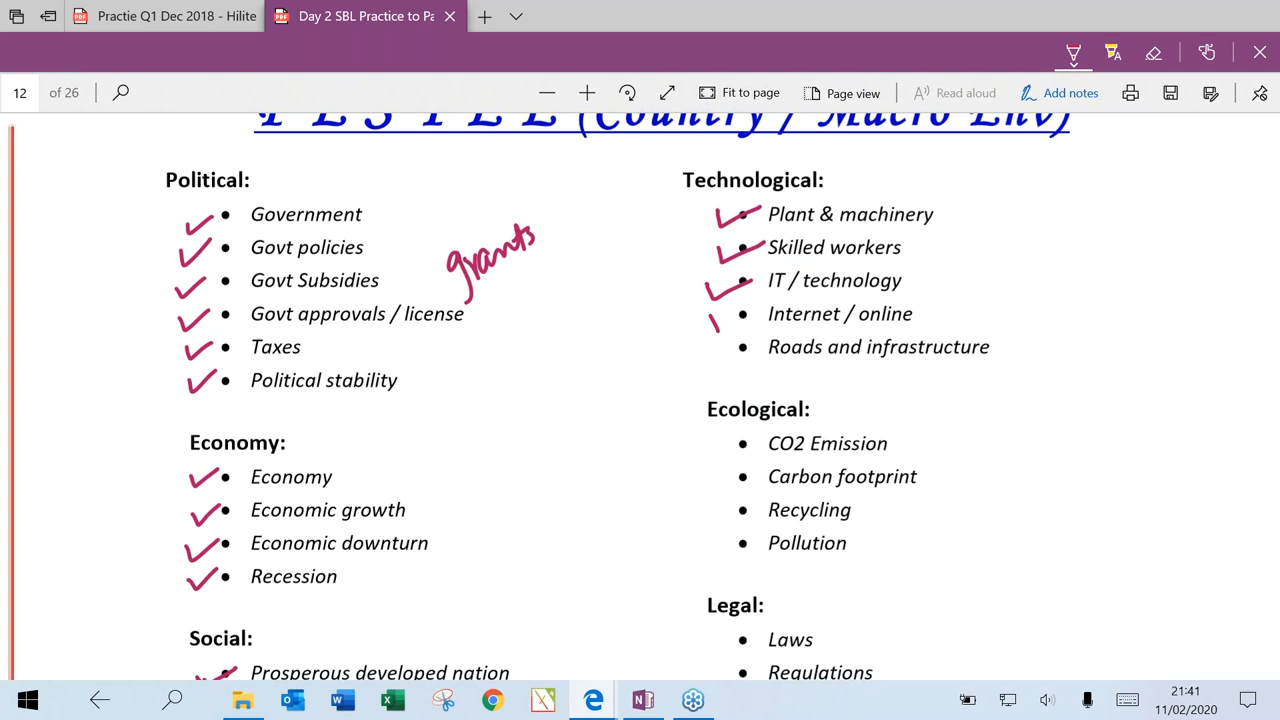 Practie Q1 Dec 2018 - Hilite
Day 2 SBL Practice to Pa
12 of 26
Fit to page
Page view
Read aloud
Add notes
P E S T E E (Country / Macro Env)
Political:
Government
Govt policies
Govt Subsidies
Govt approvals / license
Taxes
Political stability
grants
Economy:
Economy
Economic growth
Economic downturn
Recession
Social:
Prosperous developed nation
Technological:
Plant & machinery
Skilled workers
IT / technology
Internet / online
Roads and infrastructure
Ecological:
CO2 Emission
Carbon footprint
Recycling
Pollution
Legal:
Laws
Regulations
21:41
11/02/2020